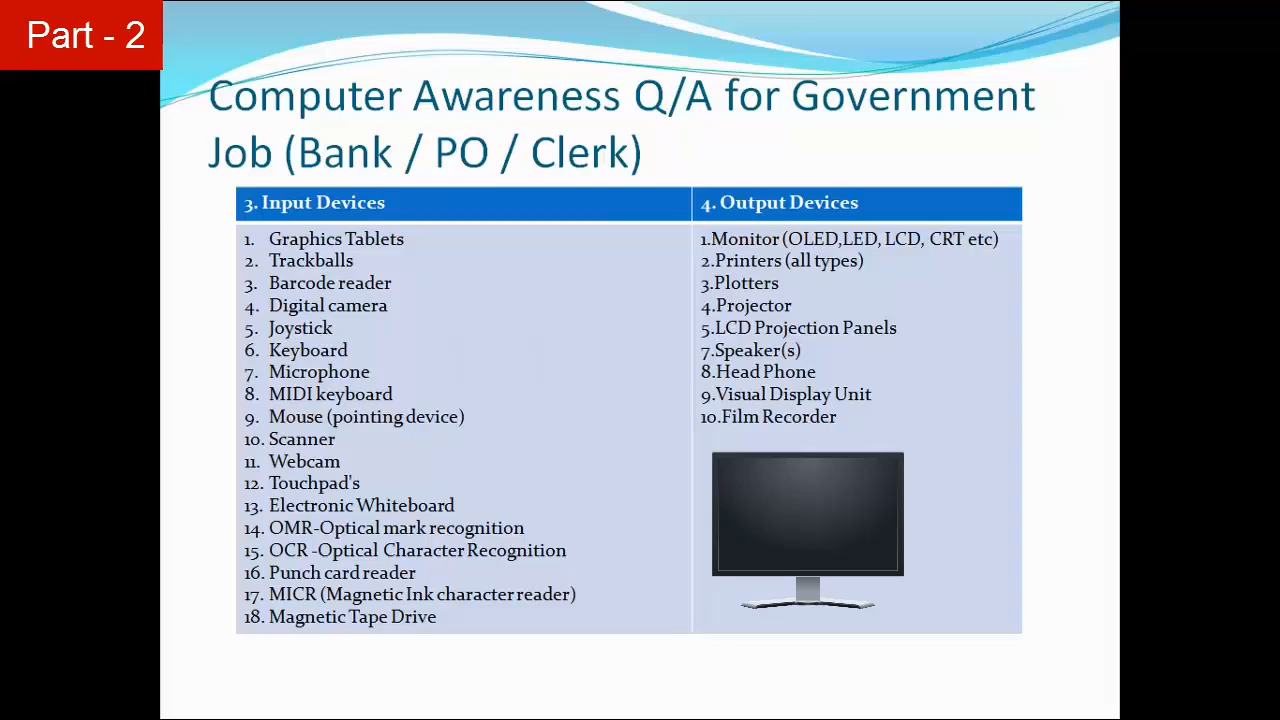 Part - 2
Computer Awareness Q/A for Government
Job (Bank / PO / Clerk)
3. Input Devices
1. Graphics Tablets
2. Trackballs
3. Barcode reader
4. Digital camera
5. Joystick
6. Keyboard
7. Microphone
8. MIDI keyboard
9. Mouse (pointing device)
10. Scanner
11. Webcam
12. Touchpad's
13. Electronic Whiteboard
14. OMR-Optical mark recognition
15. OCR -Optical Character Recognition
16. Punch card reader
17. MICR (Magnetic Ink character reader)
18. Magnetic Tape Drive
4. Output Devices
1.Monitor (OLED,LED, LCD, CRT etc)
2.Printers (all types)
3.Plotters
4.Projector
5.LCD Projection Panels
7.Speaker(s)
8.Head Phone
9.Visual Display Unit
10.Film Recorder